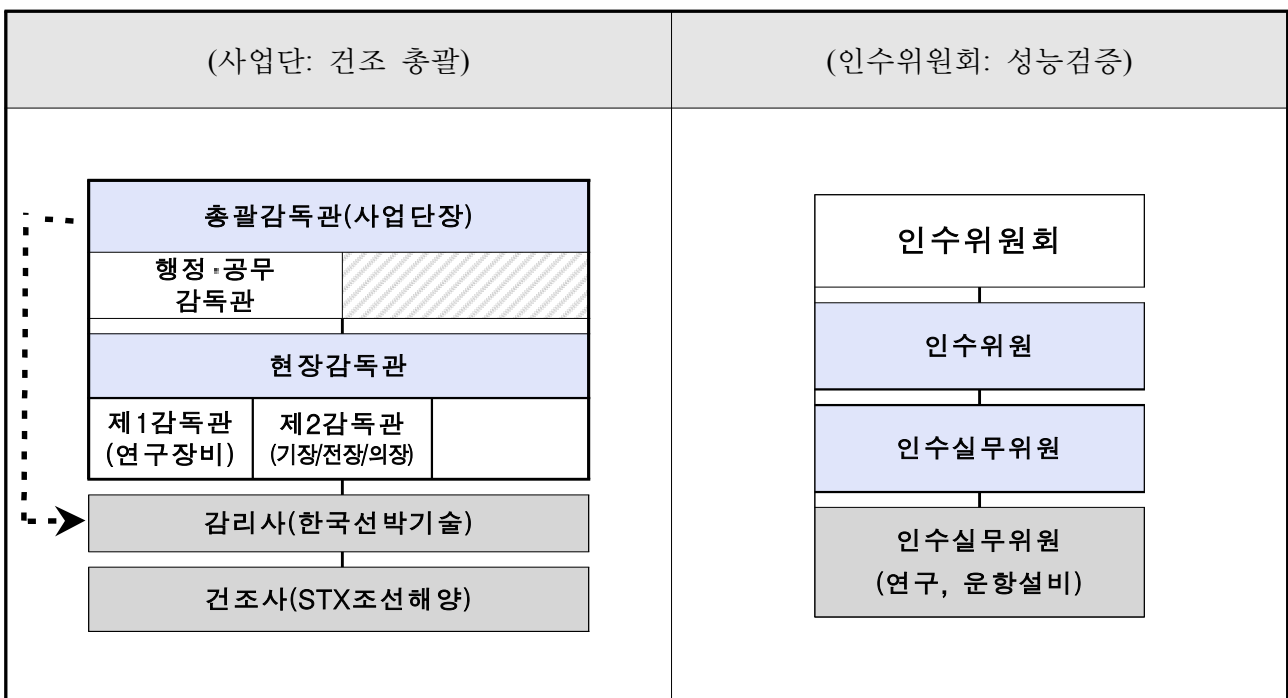 (사업단: 건조 총괄)
총괄감독관(사업단장)
행정·공무
감독관
현장감독관
제1감독관
(연구장비)
제2감독관
(기장/전장/의장)
감리사(한국선박기술)
건조사(STX조선해양)
(인수위원회: 성능검증)
인수위원회
인수위원
인수실무위원
인수실무위원
(연구, 운항설비)